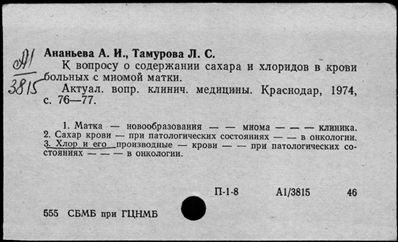 А1
3815
Ананьева А. И., Тамурова Л. С.
К вопросу о содержании сахара и хлоридов в крови
больных с миомой матки.
Актуал. вопр. клинич. медицины. Краснодар, 1974,
с. 76—77.
1. Матка — новообразования — — миома — — — клиника.
2. Сахар крови — при патологических состояниях — — в онкологии.
3. Хлор и его производные — крови — — при патологических со-
стояниях — — — в онкологии.
П-1-8 А1/3815 46
555 СБМБ при ГЦНМБ